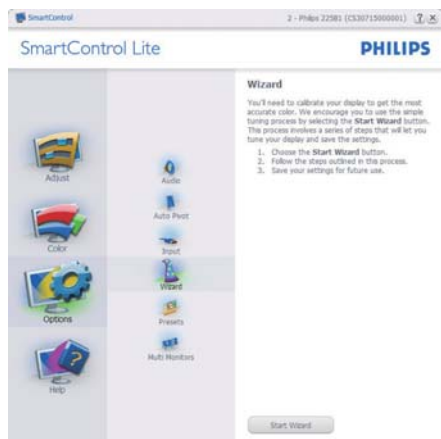 SmartControl
2 - Philips 225B1 (CS30715000001)
SmartControl Lite
PHILIPS
Wizard
You'll need to calibrate your display to get the most
accurate color. We encourage you to use the simple
tuning process by selecting the Start Wizard button.
This process involves a series of steps that will let you
tune your display and save the settings.
1. Choose the Start Wizard button.
2. Follow the steps outlined in this process.
3. Save your settings for future use.
Adjust
Color
Options
Help
Audio
Auto Pivot
Input
Wizard
Presets
Multi Monitors
Start Wizard